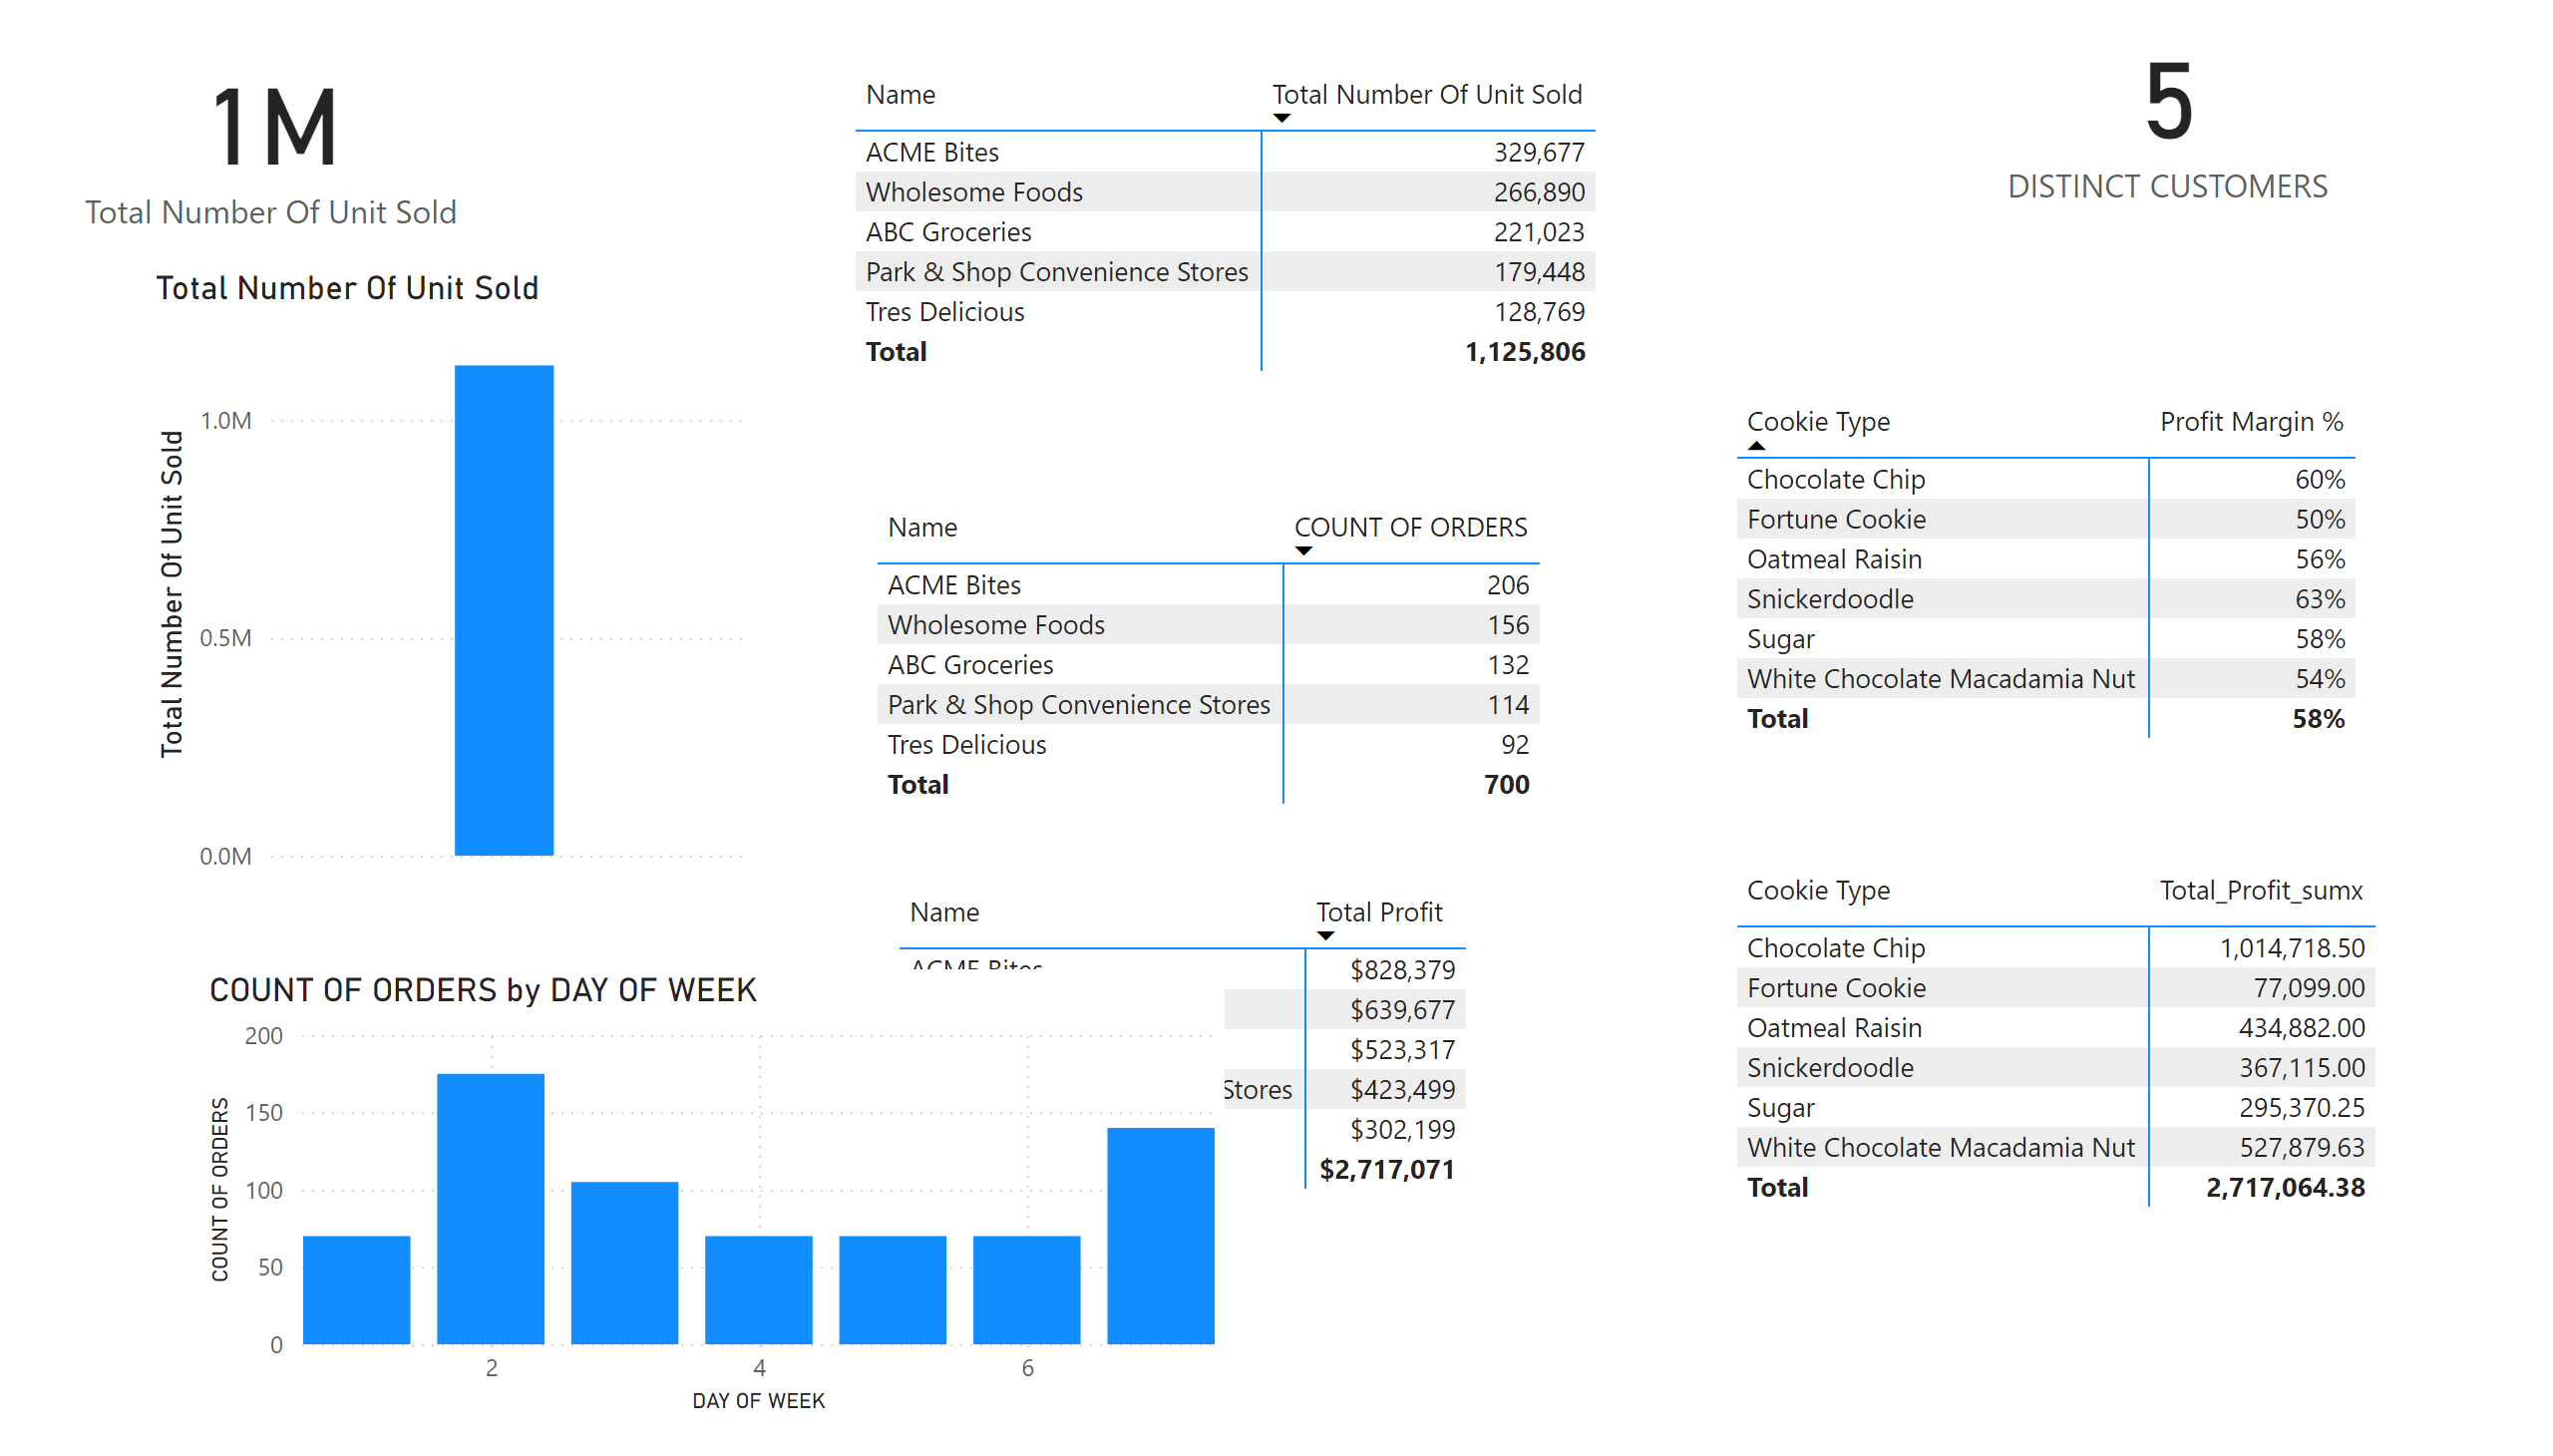 1M
Total Number Of Unit Sold
Total Number Of Unit Sold
Total Number Of Unit Sold
1.0M
0.5M
0.0M
Name Total Number Of Unit Sold
ACME Bites 329,677
Wholesome Foods 266,890
ABC Groceries 221,023
Park & Shop Convenience Stores 179,448
Tres Delicious 128,769
Total 1,125,806
5
DISTINCT CUSTOMERS
Name COUNT OF ORDERS
ACME Bites 206
Wholesome Foods 156
ABC Groceries 132
Park & Shop Convenience Stores 114
Tres Delicious 92
Total 700
Cookie Type Profit Margin %
Chocolate Chip 60%
Fortune Cookie 50%
Oatmeal Raisin 56%
Snickerdoodle 63%
Sugar 58%
White Chocolate Macadamia Nut 54%
Total 58%
Name Total Profit
ACME Bites $828,379
$639,677
$523,317
Stores $423,499
$302,199
$2,717,071
COUNT OF ORDERS by DAY OF WEEK
COUNT OF ORDERS
200
150
100
50
0
2 4 6
DAY OF WEEK
Cookie Type Total_Profit_sumx
Chocolate Chip 1,014,718.50
Fortune Cookie 77,099.00
Oatmeal Raisin 434,882.00
Snickerdoodle 367,115.00
Sugar 295,370.25
White Chocolate Macadamia Nut 527,879.63
Total 2,717,064.38